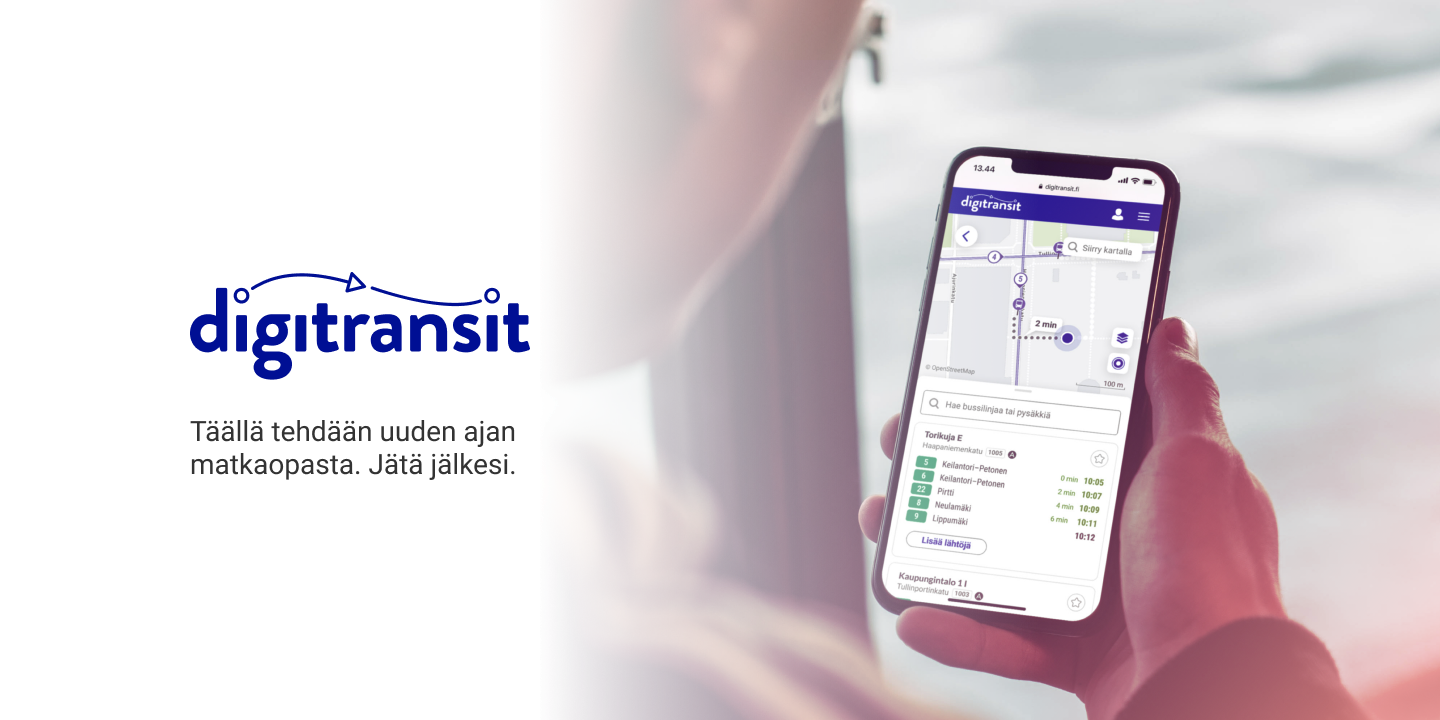 digitransit
Täällä tehdään uuden ajan
matkaopasta. Jätä jälkesi.
13.44
digitransit.fi
digitransit
Siirry kartalla
4
5
2 min
© OpenStreetMap
100 m
Hae bussilinjaa tai pysäkkiä
Torikuja E
Haapaniemenkatu 1005 A
5 Keilantori–Petonen 0 min 10:05
6 Keilantori–Petonen 2 min 10:07
22 Pirtti 4 min 10:09
8 Neulamäki 6 min 10:11
9 Lippumäki 10:12
Lisää lähtöjä
Kaupungintalo 1 I
Tullinportinkatu 1003 A